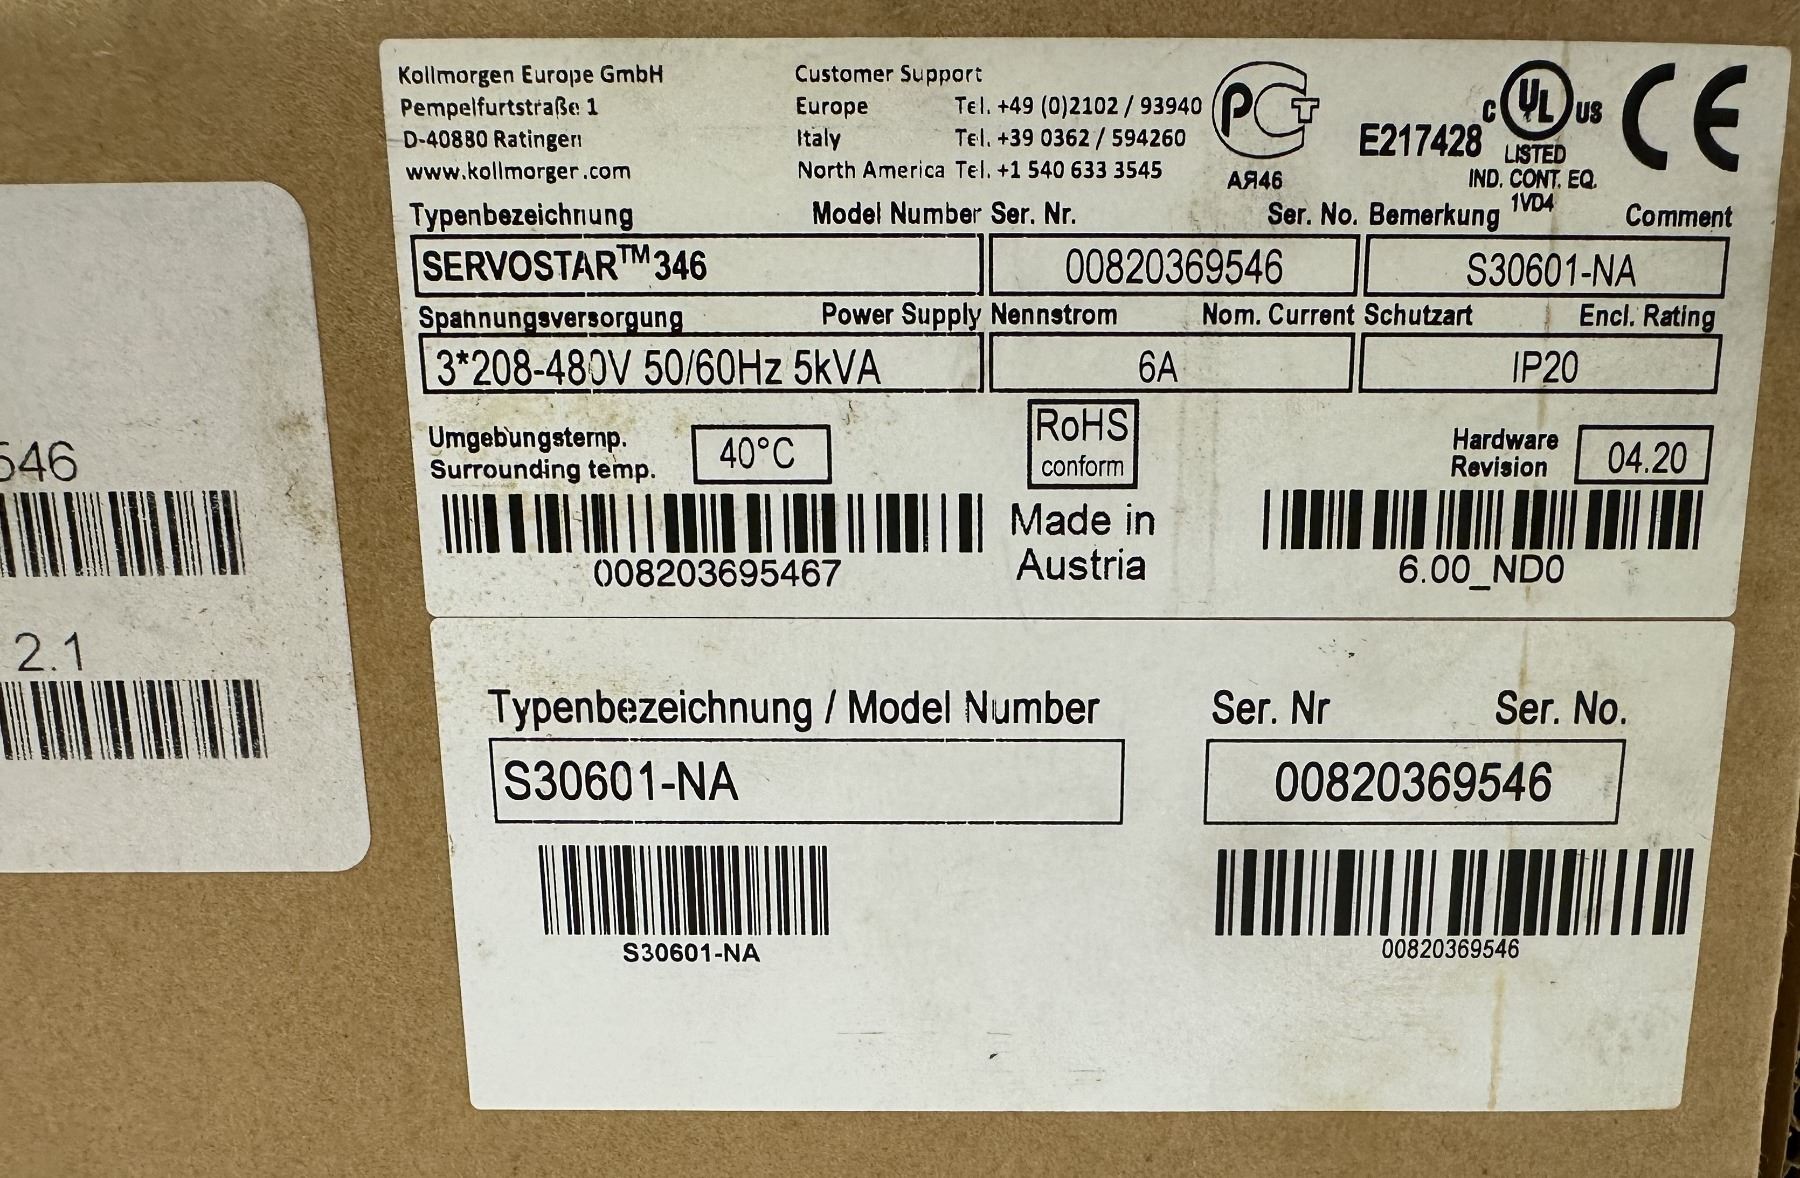 Kollmorgen Europe GmbH
Pempelfurtstraße 1
D-40880 Ratingen
www.kollmorgen.com
Customer Support
Europe Tel. +49 (0)2102 / 93940
Italy Tel. +39 0362 / 594260
North America Tel. +1 540 633 3545
РСТ
АЯ46
E217428
C UL US
LISTED
IND. CONT. EQ.
1VD4
CE
Typenbezeichnung Model Number Ser. Nr. Ser. No. Bemerkung Comment
SERVOSTAR™346 00820369546 S30601-NA
Spannungsversorgung Power Supply Nennstrom Nom. Current Schutzart Encl. Rating
3*208-480V 50/60Hz 5kVA 6A IP20
Umgebungstemp.
Surrounding temp.
40°C
RoHS
conform
Hardware
Revision
04.20
008203695467
Made in
Austria
6.00_ND0
546
2.1
Typenbezeichnung / Model Number Ser. Nr Ser. No.
S30601-NA 00820369546
S30601-NA 00820369546